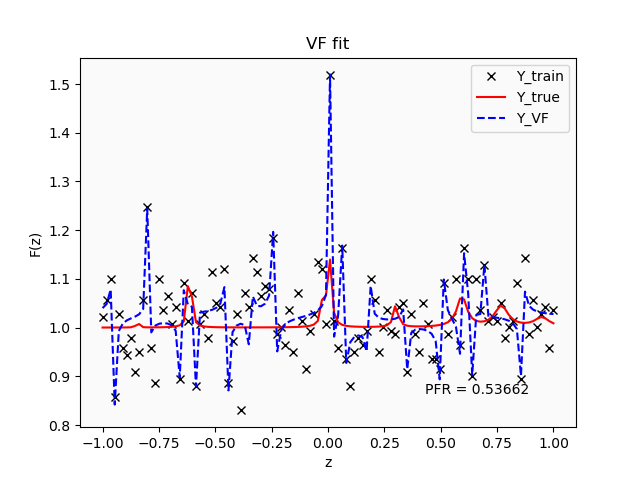 VF fit
Y_train
Y_true
Y_VF
F(z)
1.5
1.4
1.3
1.2
1.1
1.0
0.9
0.8
PFR = 0.53662
−1.00 −0.75 −0.50 −0.25 0.00 0.25 0.50 0.75 1.00
z